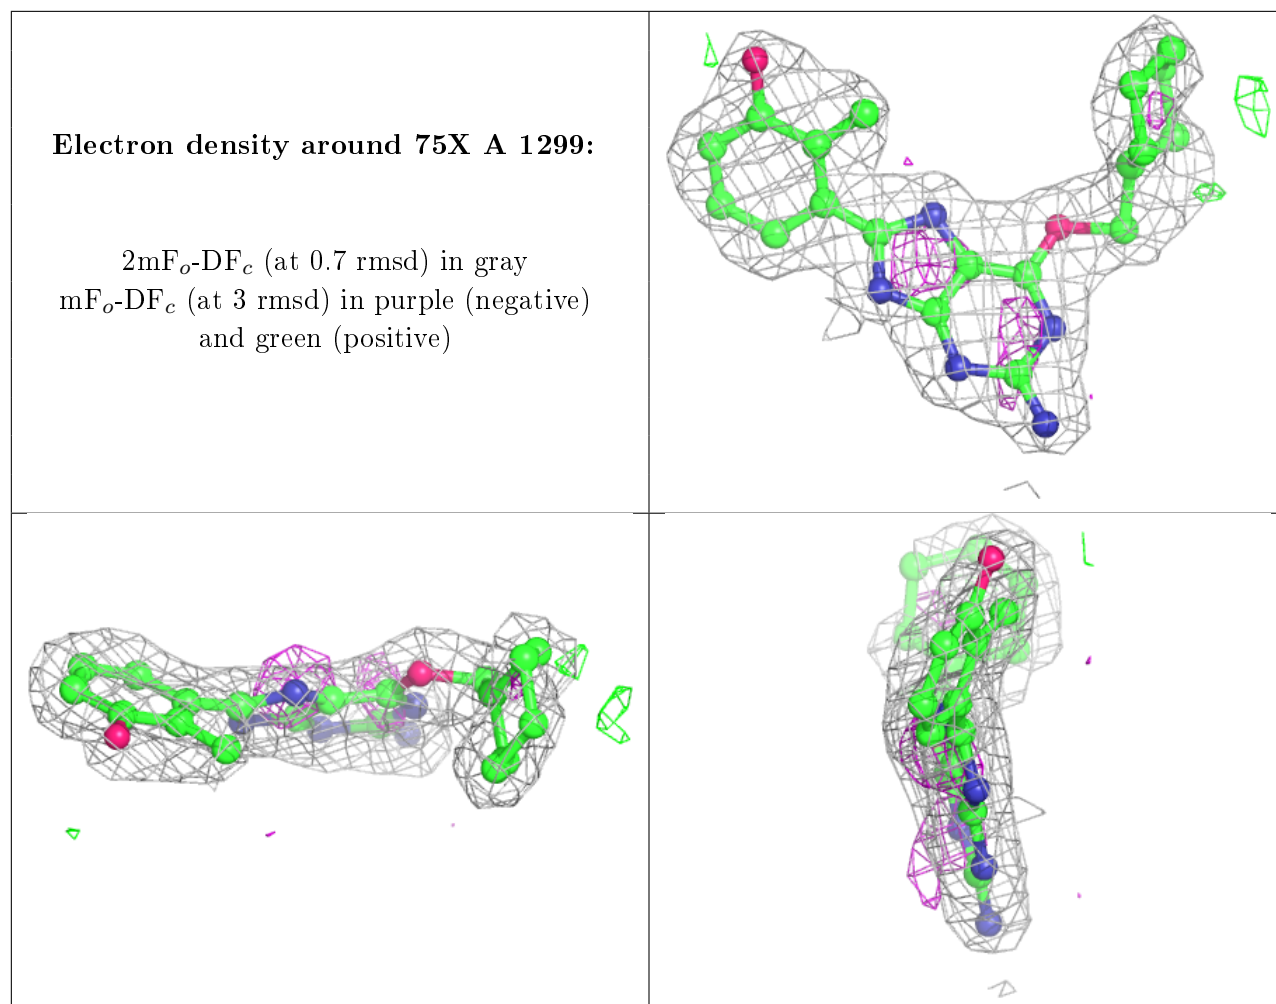 Electron density around 75X A 1299:
2mFo-DFc (at 0.7 rmsd) in gray
mFo-DFc (at 3 rmsd) in purple (negative)
and green (positive)